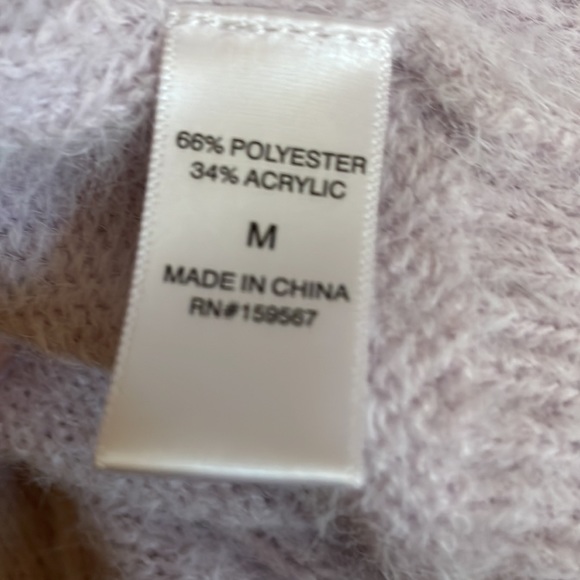 66% POLYESTER
34% ACRYLIC
M
MADE IN CHINA
RN#159567